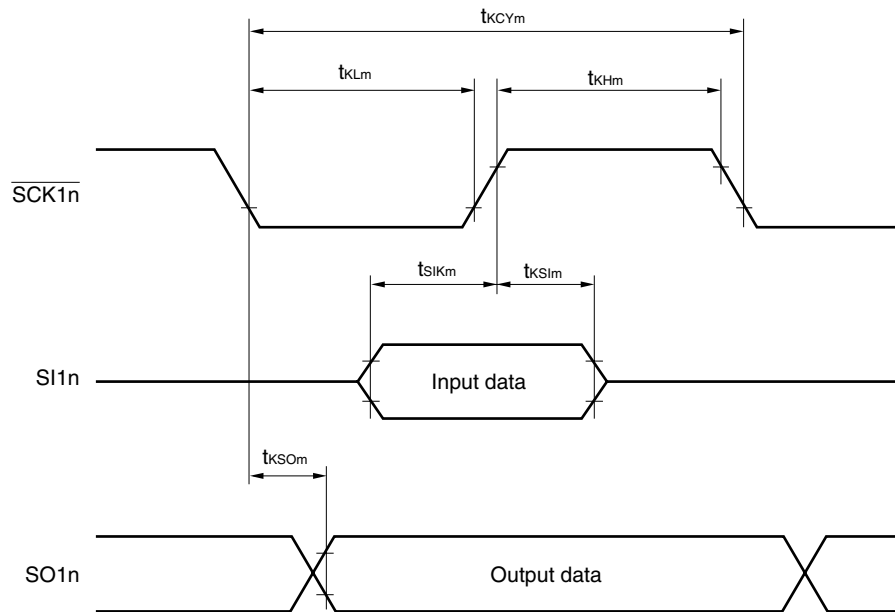 tKCYm
tKLm
tKHm
SCK1n
tSIKm
tKSIm
SI1n
Input data
tKSOm
SO1n
Output data